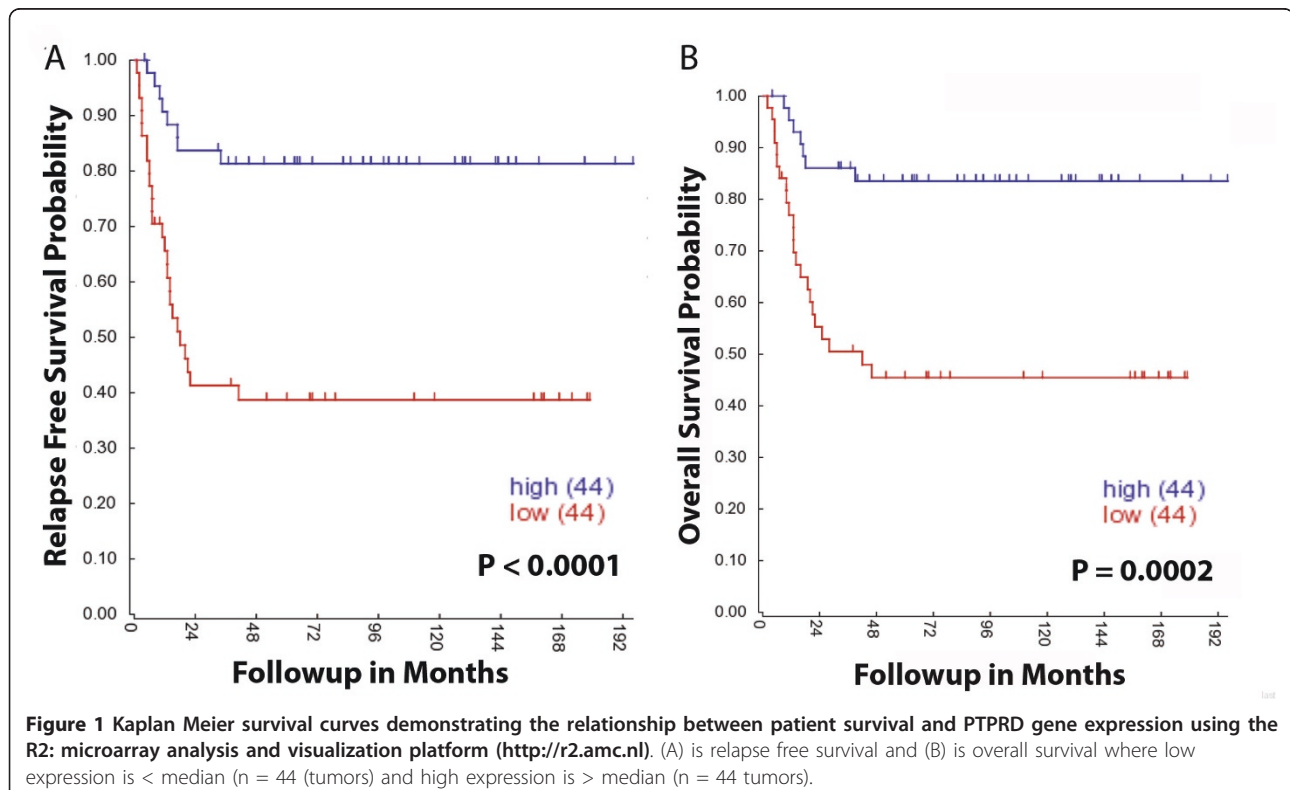 A
Relapse Free Survival Probability
1.00
0.90
0.80
0.70
0.60
0.50
0.40
0.30
0.20
0.10
0.00
high (44)
low (44)
P < 0.0001
0 24 48 72 96 120 144 168 192
Followup in Months
B
Overall Survival Probability
1.00
0.90
0.80
0.70
0.60
0.50
0.40
0.30
0.20
0.10
0.00
high (44)
low (44)
P = 0.0002
0 24 48 72 96 120 144 168 192
Followup in Months
Figure 1 Kaplan Meier survival curves demonstrating the relationship between patient survival and PTPRD gene expression using the
R2: microarray analysis and visualization platform (http://r2.amc.nl). (A) is relapse free survival and (B) is overall survival where low
expression is < median (n = 44 (tumors) and high expression is > median (n = 44 tumors).